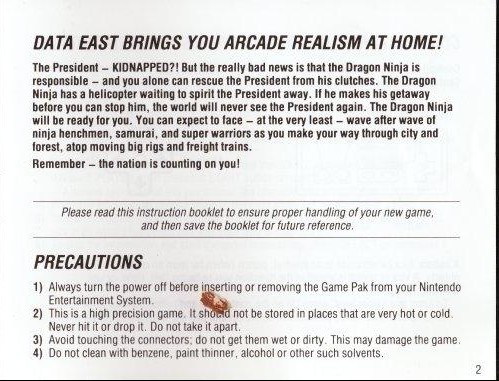 DATA EAST BRINGS YOU ARCADE REALISM AT HOME!
The President – KIDNAPPED?! But the really bad news is that the Dragon Ninja is
responsible – and you alone can rescue the President from his clutches. The Dragon
Ninja has a helicopter waiting to spirit the President away. If he makes his getaway
before you can stop him, the world will never see the President again. The Dragon Ninja
will be ready for you. You can expect to face – at the very least – wave after wave of
ninja henchmen, samurai, and super warriors as you make your way through city and
forest, atop moving big rigs and freight trains.
Remember – the nation is counting on you!
Please read this instruction booklet to ensure proper handling of your new game,
and then save the booklet for future reference.
PRECAUTIONS
1) Always turn the power off before inserting or removing the Game Pak from your Nintendo
Entertainment System.
2) This is a high precision game. It should not be stored in places that are very hot or cold.
Never hit it or drop it. Do not take it apart.
3) Avoid touching the connectors; do not get them wet or dirty. This may damage the game.
4) Do not clean with benzene, paint thinner, alcohol or other such solvents.
2